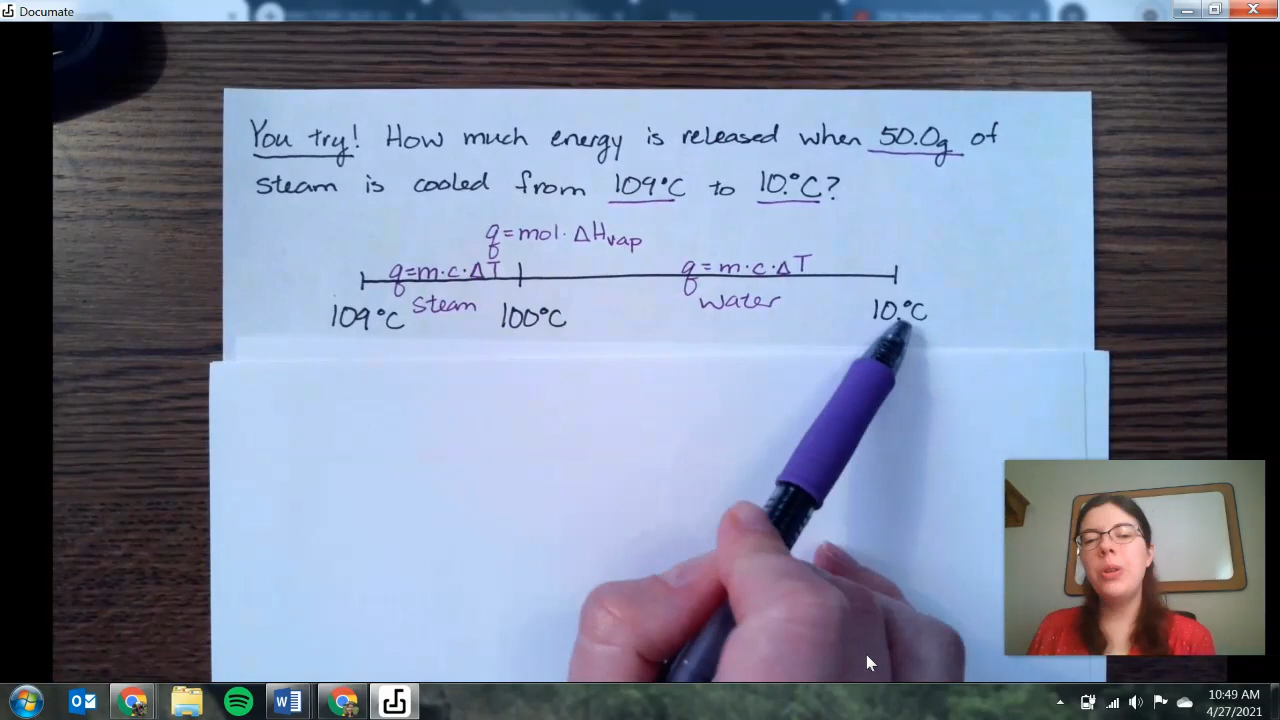 Documate
You try! How much energy is released when 50.0g of
steam is cooled from 109°C to 10.°C?
q=mol·ΔHvap
q=m·c·ΔT q=m·c·ΔT
Steam Water
109°C 100°C 10.°C
10:49 AM
4/27/2021